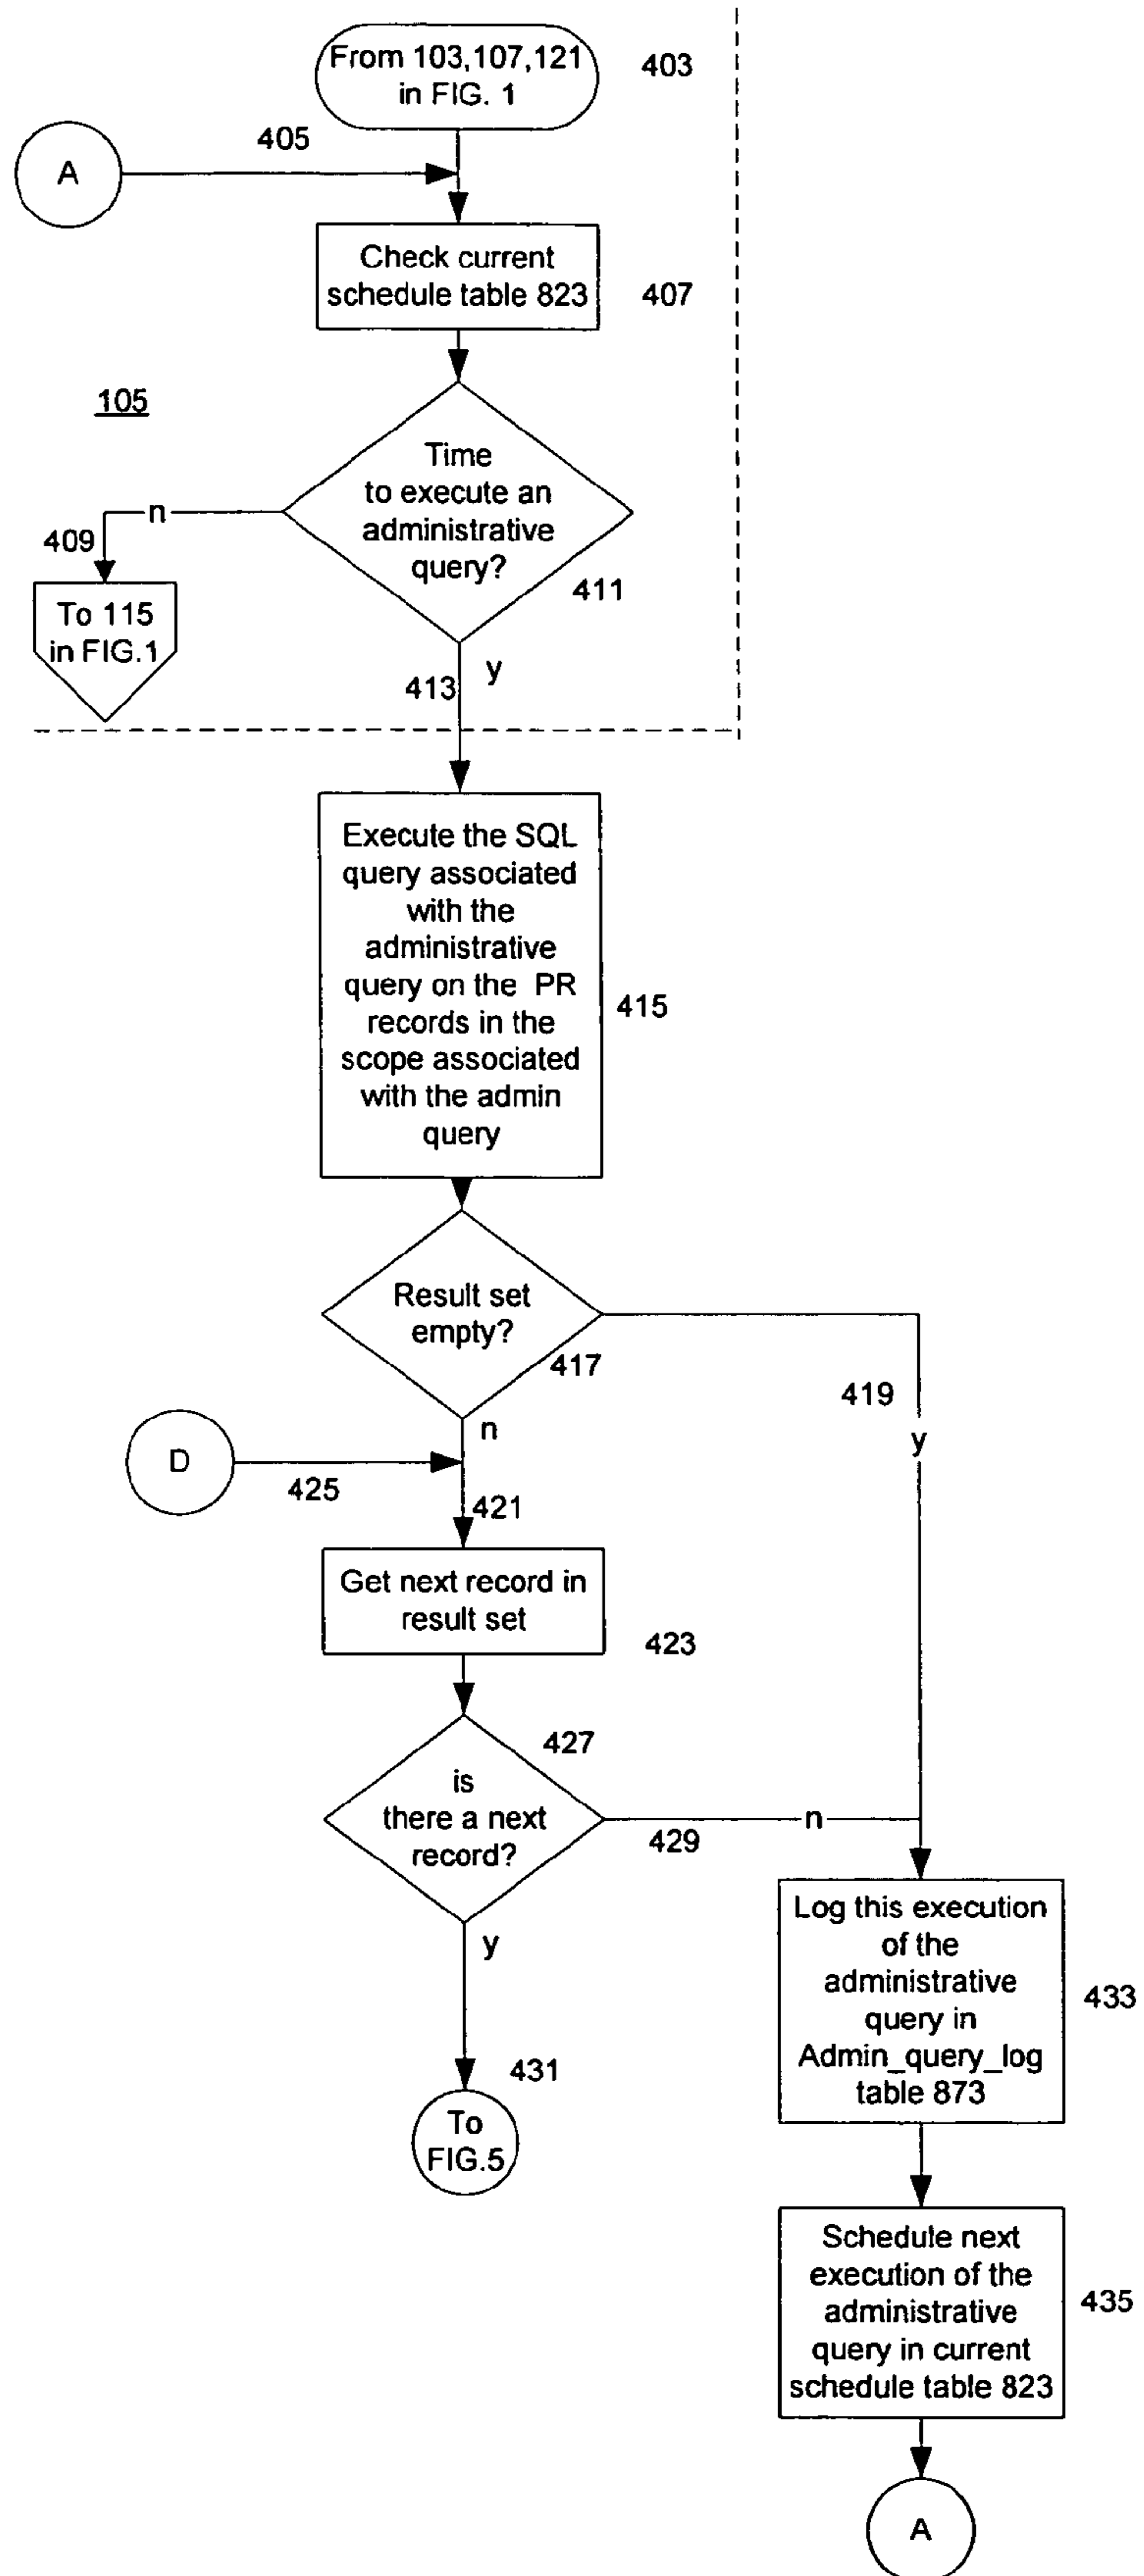 From 103,107,121
in FIG. 1
403
405
A
Check current
schedule table 823
407
105
Time
to execute an
administrative
query?
411
n
409
To 115
in FIG.1
y
413
Execute the SQL
query associated
with the
administrative
query on the PR
records in the
scope associated
with the admin
query
415
Result set
empty?
417
419
y
n
D
425
421
Get next record in
result set
423
427
is
there a next
record?
n
429
y
431
To
FIG.5
Log this execution
of the
administrative
query in
Admin_query_log
table 873
433
Schedule next
execution of the
administrative
query in current
schedule table 823
435
A